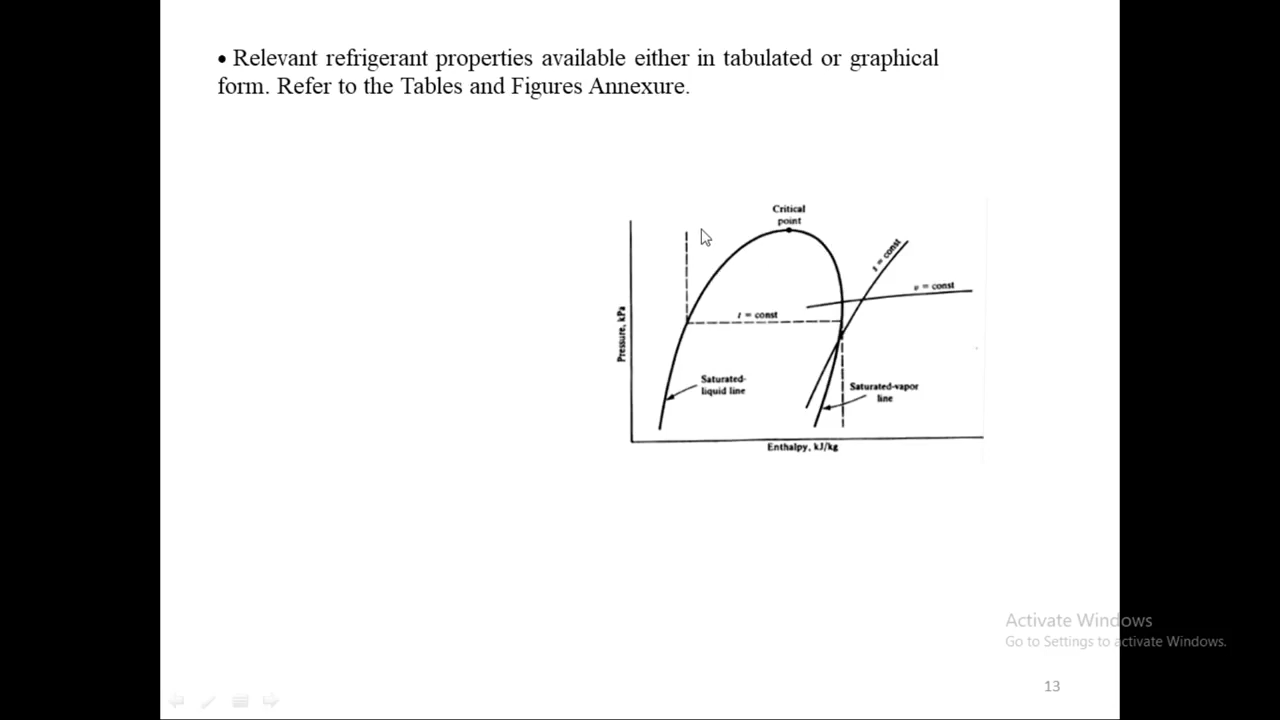 • Relevant refrigerant properties available either in tabulated or graphical
form. Refer to the Tables and Figures Annexure.
Critical
point
s = const
v = const
t = const
Pressure, kPa
Saturated-
liquid line
Saturated-vapor
line
Enthalpy, kJ/kg
Activate Windows
Go to Settings to activate Windows.
13